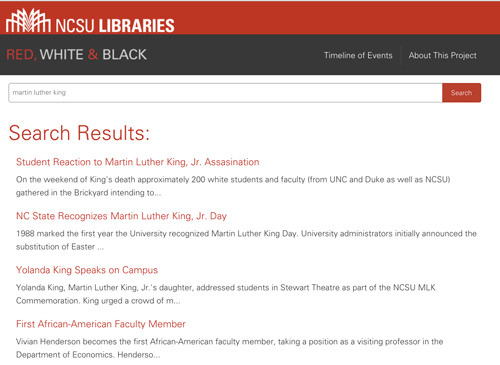 NCSU LIBRARIES
RED, WHITE & BLACK
Timeline of Events
About This Project
martin luther king
Search
Search Results:
Student Reaction to Martin Luther King, Jr. Assasination
On the weekend of King's death approximately 200 white students and faculty (from UNC and Duke as well as NCSU)
gathered in the Brickyard intending to...
NC State Recognizes Martin Luther King, Jr. Day
1988 marked the first year the University recognized Martin Luther King Day. University administrators initially announced the
substitution of Easter ...
Yolanda King Speaks on Campus
Yolanda King, Martin Luther King, Jr.'s daughter, addressed students in Stewart Theatre as part of the NCSU MLK
Commemoration. King urged a crowd of m...
First African-American Faculty Member
Vivian Henderson becomes the first African-American faculty member, taking a position as a visiting professor in the
Department of Economics. Henderso...